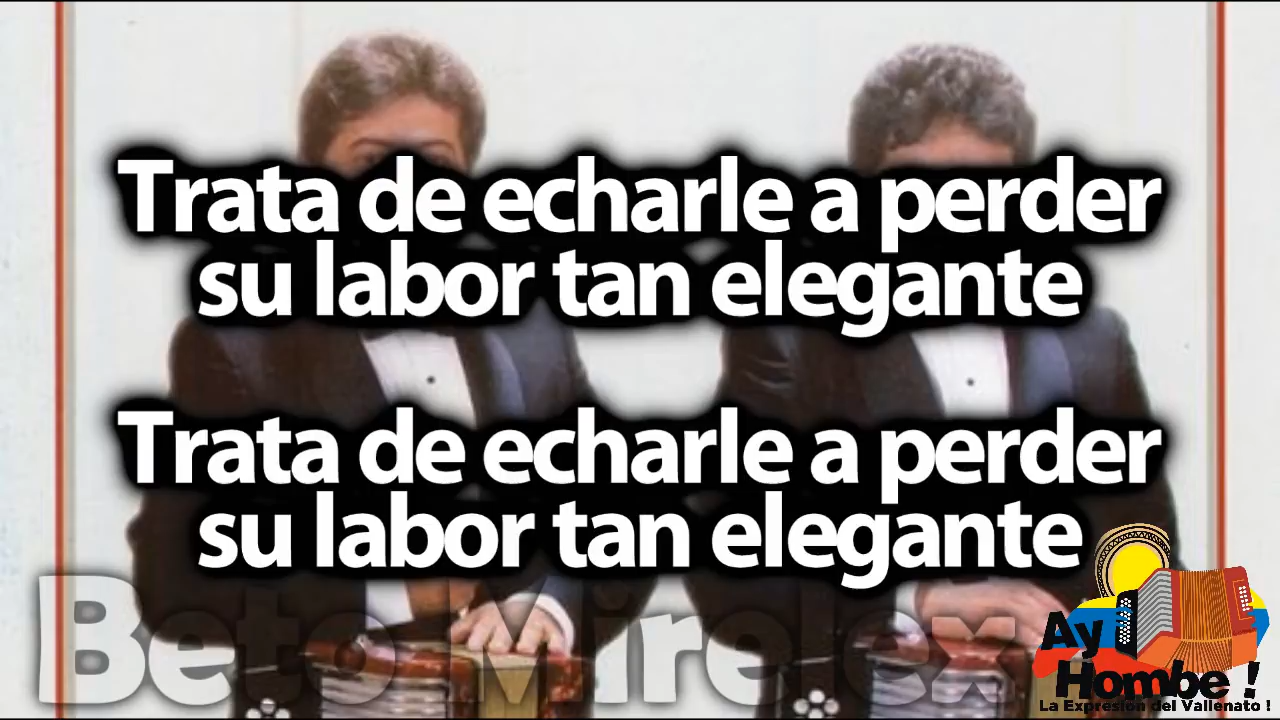 Trata de echarle a perder
su labor tan elegante
Trata de echarle a perder
su labor tan elegante
Beto Mirelex
Ay
Hombe !
La Expresión del Vallenato !